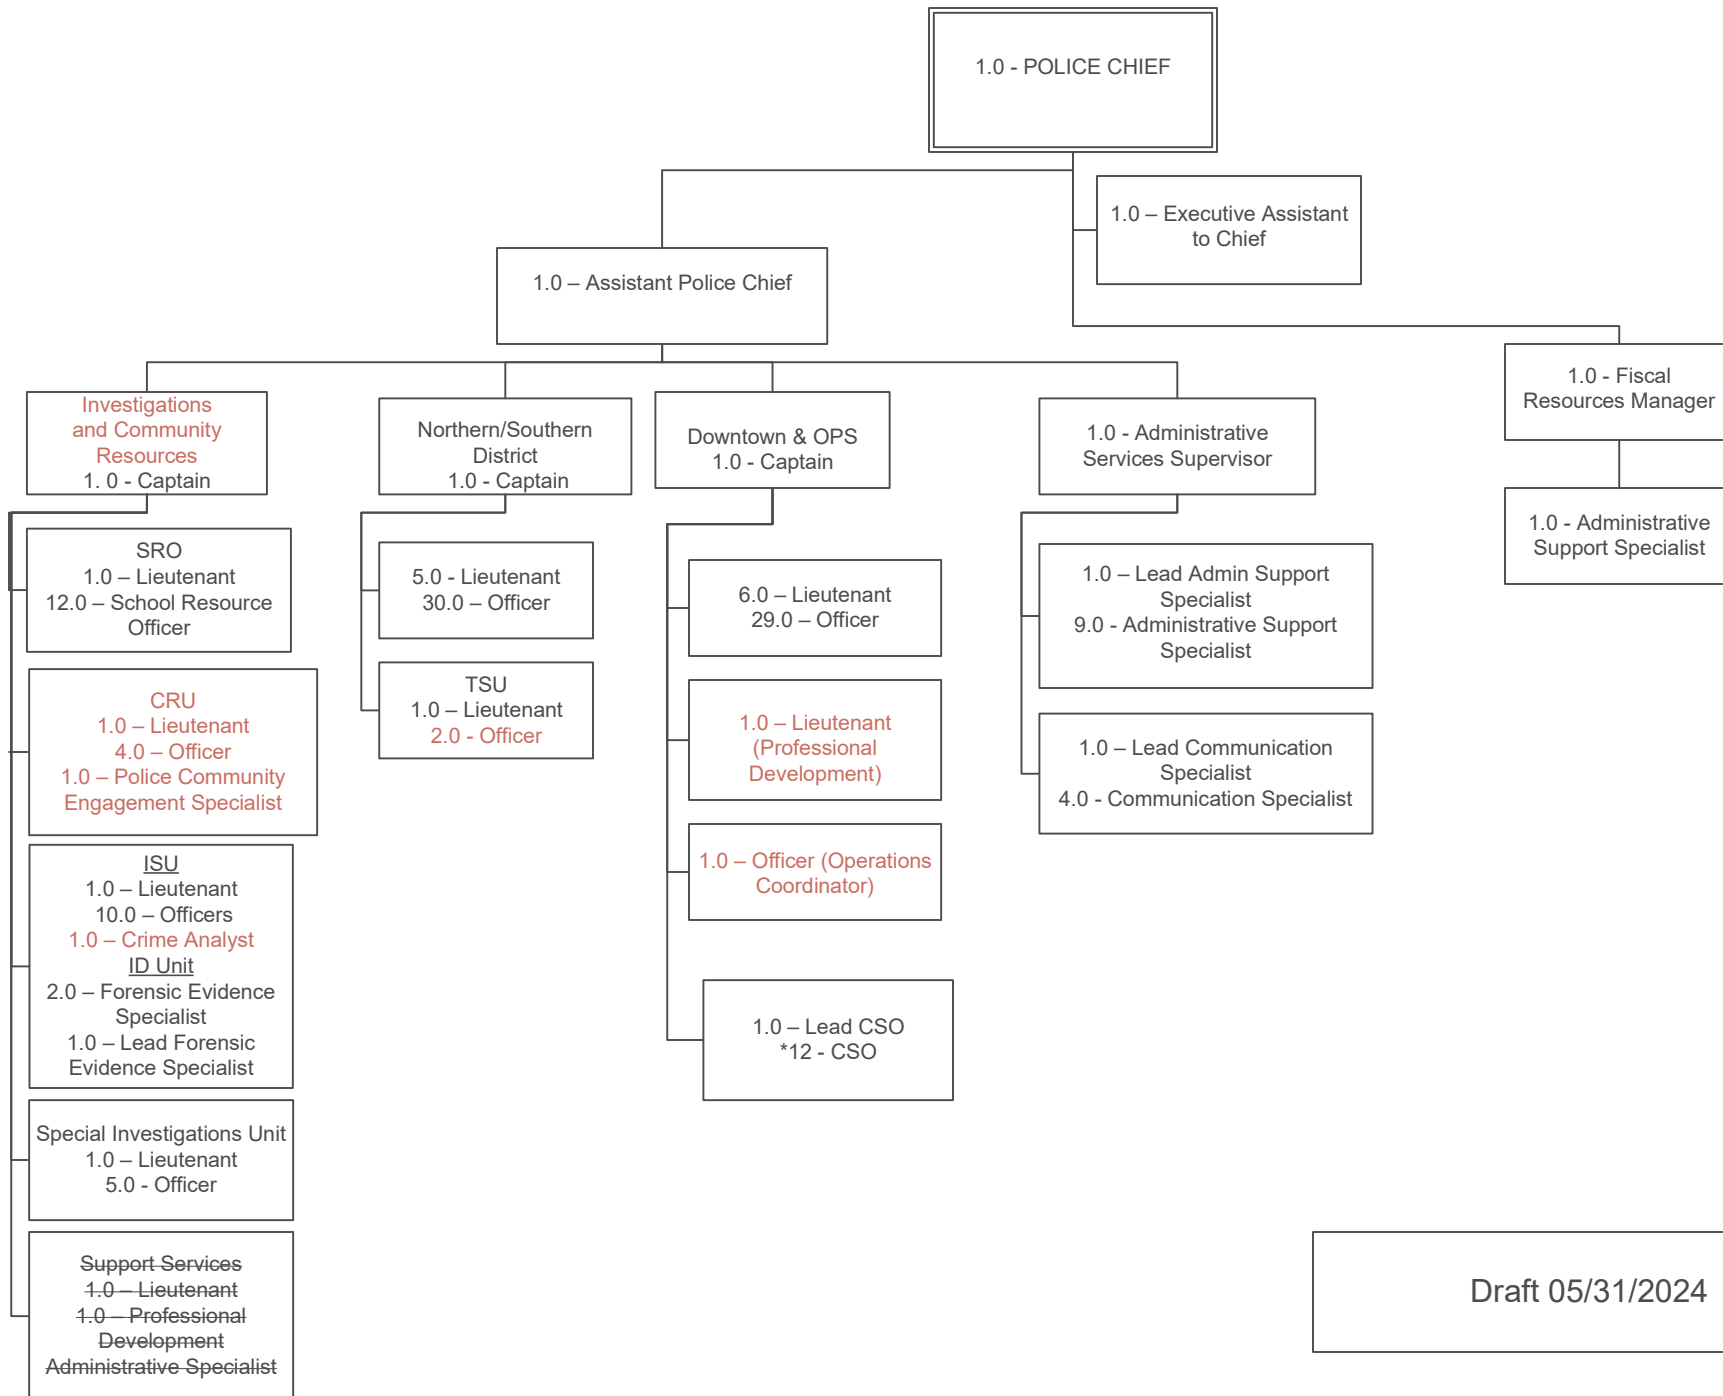 1.0 - POLICE CHIEF
1.0 – Executive Assistant
to Chief
1.0 – Assistant Police Chief
1.0 - Fiscal
Resources Manager
1.0 - Administrative
Support Specialist
Investigations
and Community
Resources
1. 0 - Captain
SRO
1.0 – Lieutenant
12.0 – School Resource
Officer
CRU
1.0 – Lieutenant
4.0 – Officer
1.0 – Police Community
Engagement Specialist
ISU
1.0 – Lieutenant
10.0 – Officers
1.0 – Crime Analyst
ID Unit
2.0 – Forensic Evidence
Specialist
1.0 – Lead Forensic
Evidence Specialist
Special Investigations Unit
1.0 – Lieutenant
5.0 - Officer
Support Services
1.0 – Lieutenant
1.0 – Professional
Development
Administrative Specialist
Northern/Southern
District
1.0 - Captain
5.0 - Lieutenant
30.0 – Officer
TSU
1.0 – Lieutenant
2.0 - Officer
Downtown & OPS
1.0 - Captain
6.0 – Lieutenant
29.0 – Officer
1.0 – Lieutenant
(Professional
Development)
1.0 – Officer (Operations
Coordinator)
1.0 – Lead CSO
*12 - CSO
1.0 - Administrative
Services Supervisor
1.0 – Lead Admin Support
Specialist
9.0 - Administrative Support
Specialist
1.0 – Lead Communication
Specialist
4.0 - Communication Specialist
Draft 05/31/2024